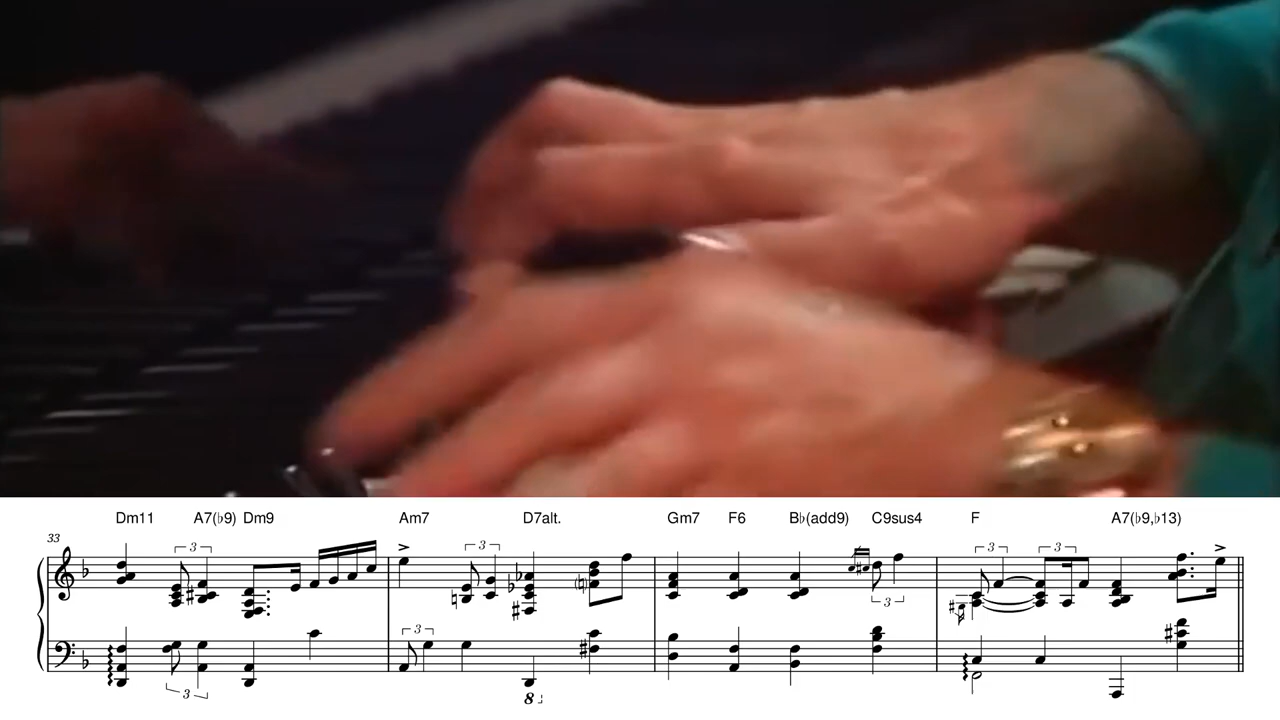 Dm11 A7(♭9) Dm9 Am7 D7alt. Gm7 F6 B♭(add9) C9sus4 F A7(♭9,♭13)
33
3 3 3 3 3
3 3
3 8